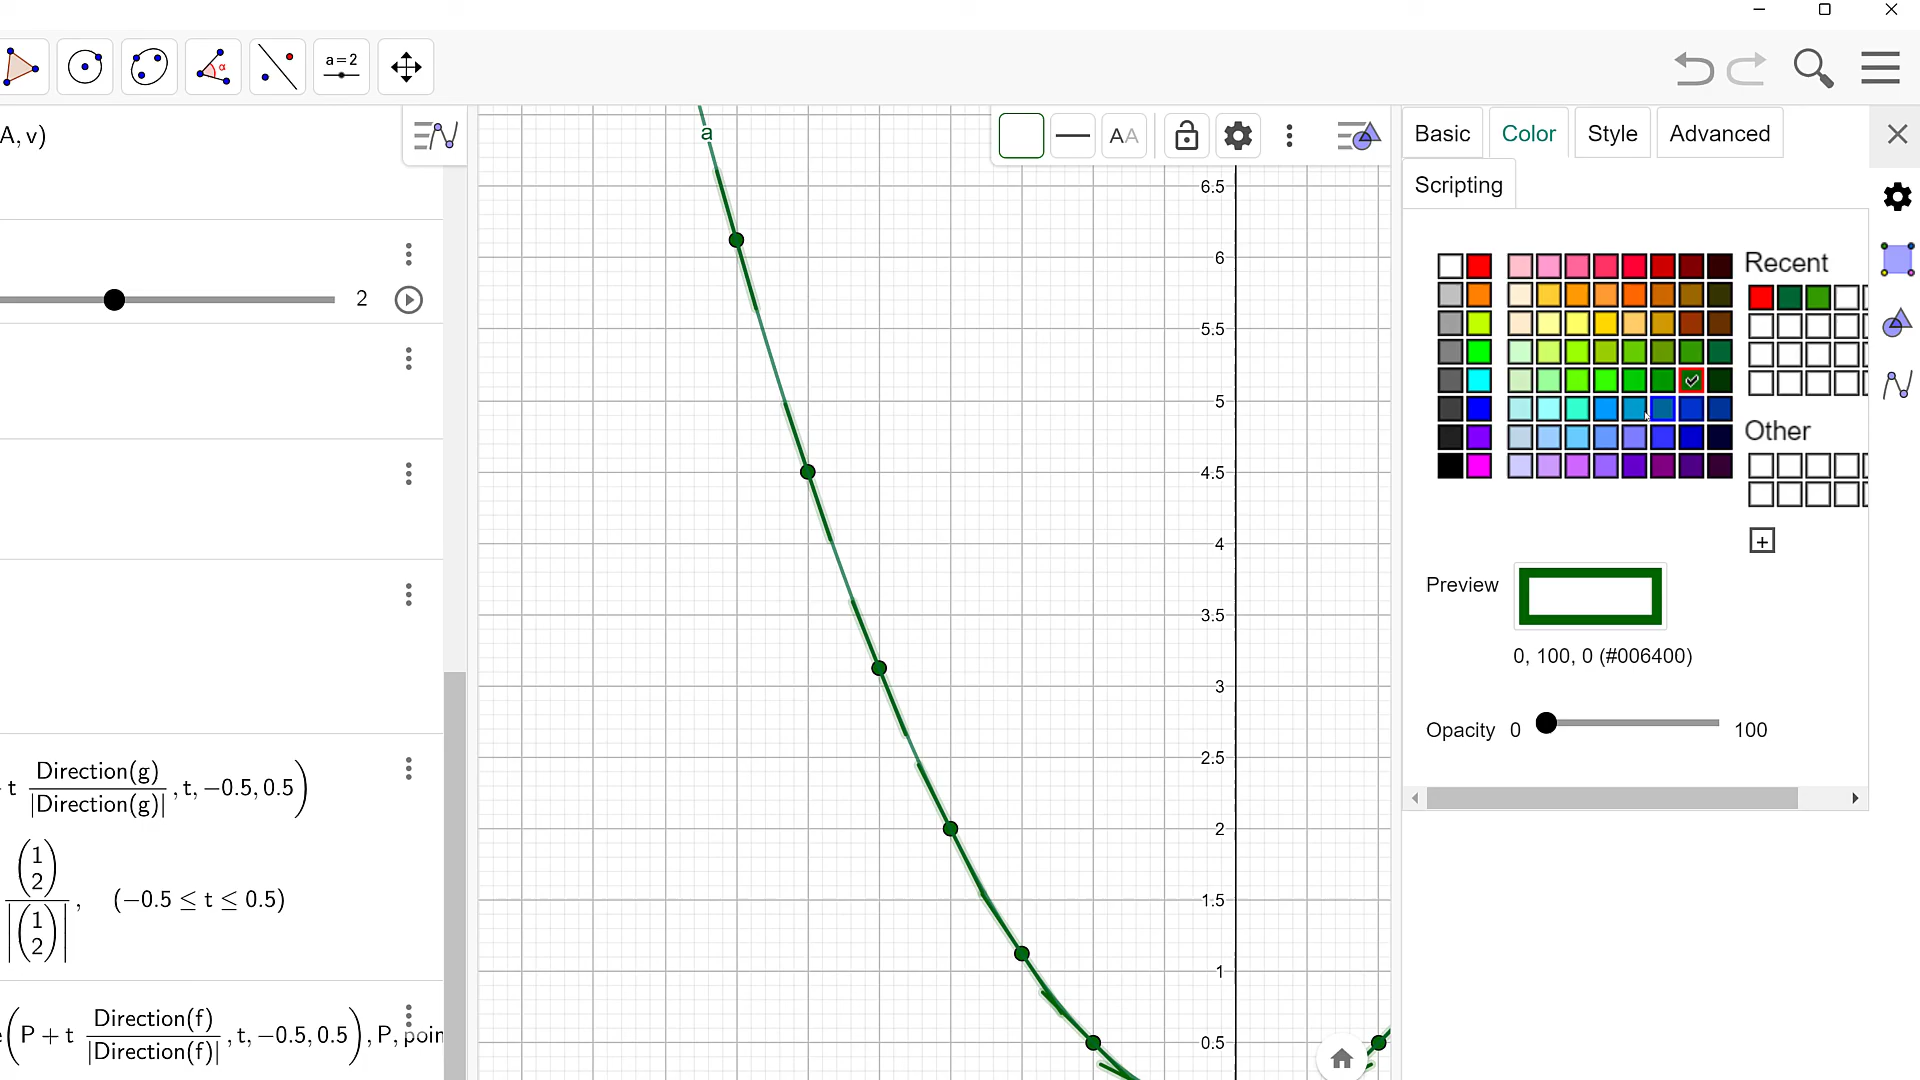 α
a=2
A, v)
2
t Direction(g) / |Direction(g)| , t, −0.5, 0.5)
(1 2) / |(1 2)| , (−0.5 ≤ t ≤ 0.5)
(P + t Direction(f) / |Direction(f)| , t, −0.5, 0.5), P, poin
a
AA
6.5
6
5.5
5
4.5
4
3.5
3
2.5
2
1.5
1
0.5
Basic
Color
Style
Advanced
Scripting
Recent
Other
+
Preview
0, 100, 0 (#006400)
Opacity 0 100